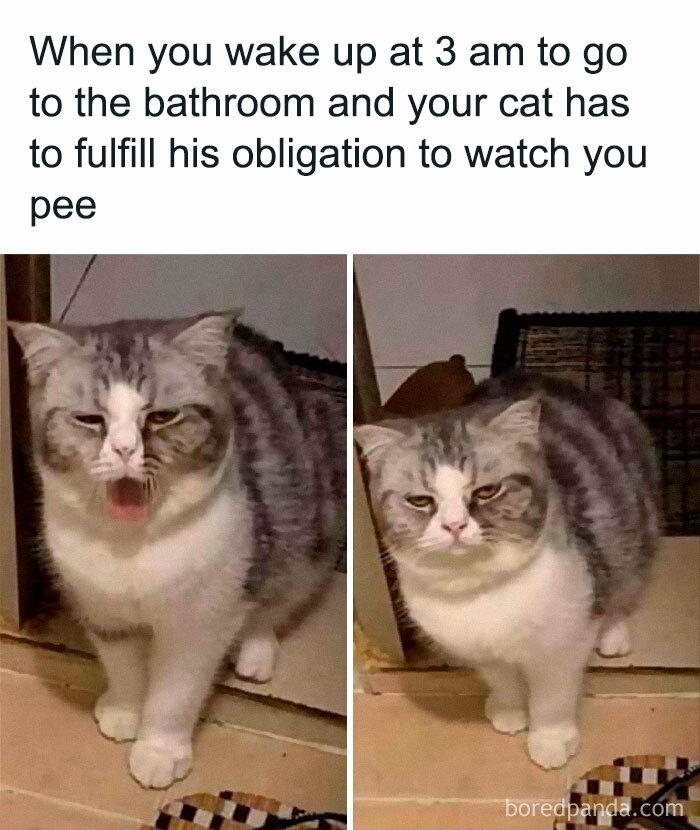 When you wake up at 3 am to go
to the bathroom and your cat has
to fulfill his obligation to watch you
pee
boredpanda.com